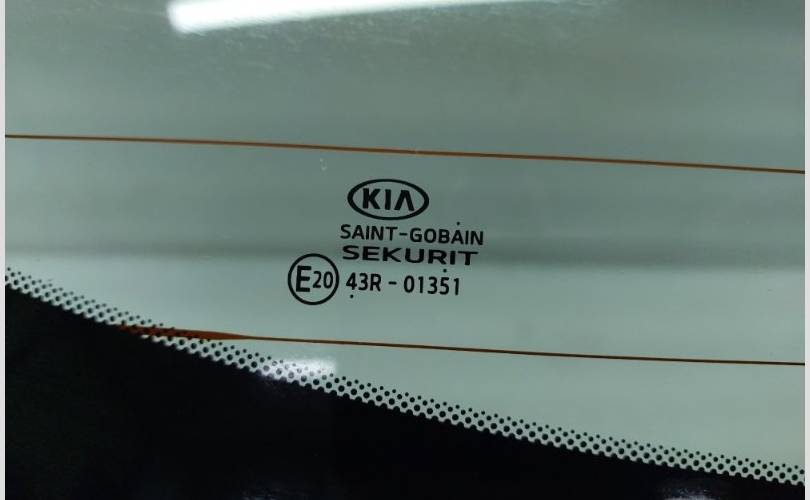 KIA
SAINT-GOBAIN
SEKURIT
E20 43R - 01351